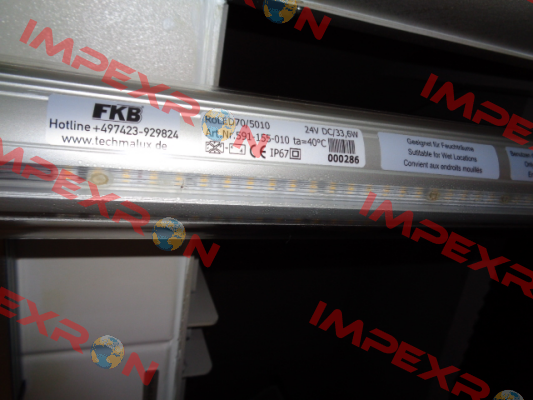 FKB
Hotline +497423-929824
www.techmalux.de
RoLED70/5010 24V DC/33,6W
Art.Nr.591-155-010 ta=40°C
CE IP67
000286
Geeignet für Feuchträume
Suitable for Wet Locations
Convient aux endroits mouillés
IMPEXRON
IMPEXRON
IMPEXRON
IMPEXRON
IMPEXRON